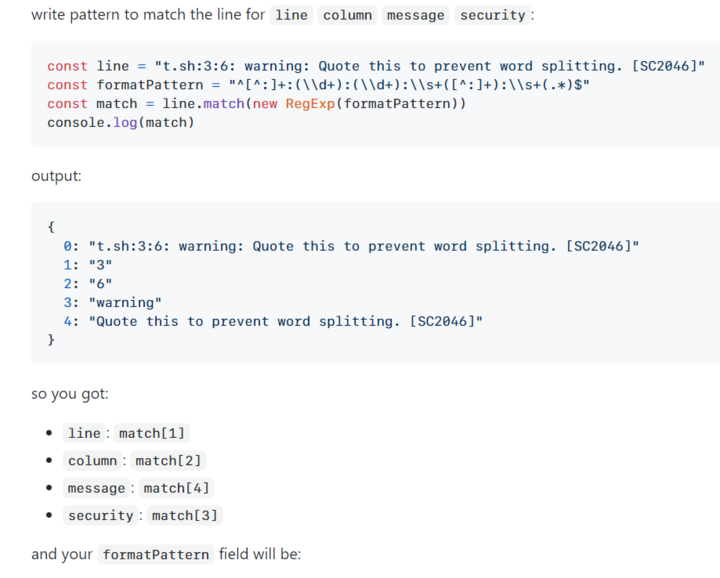 write pattern to match the line for line column message security :
const line = "t.sh:3:6: warning: Quote this to prevent word splitting. [SC2046]"
const formatPattern = "^[^:]+:(\\d+):(\\d+):\\s+([^:]+):\\s+(.*)$"
const match = line.match(new RegExp(formatPattern))
console.log(match)
output:
{
0: "t.sh:3:6: warning: Quote this to prevent word splitting. [SC2046]"
1: "3"
2: "6"
3: "warning"
4: "Quote this to prevent word splitting. [SC2046]"
}
so you got:
• line : match[1]
• column : match[2]
• message : match[4]
• security : match[3]
and your formatPattern field will be: